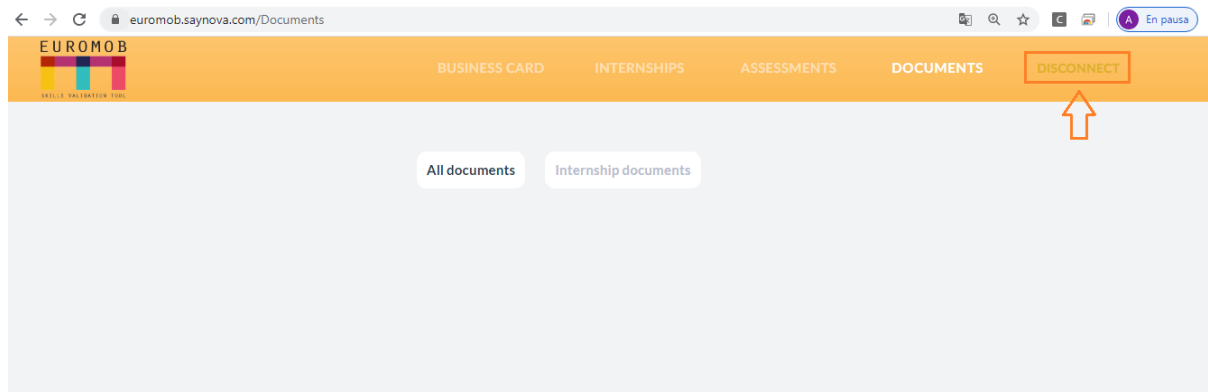 euromob.saynova.com/Documents
C
A
En pausa
EUROMOB
SKILLS VALIDATION TOOL
BUSINESS CARD
INTERNSHIPS
ASSESSMENTS
DOCUMENTS
DISCONNECT
All documents
Internship documents